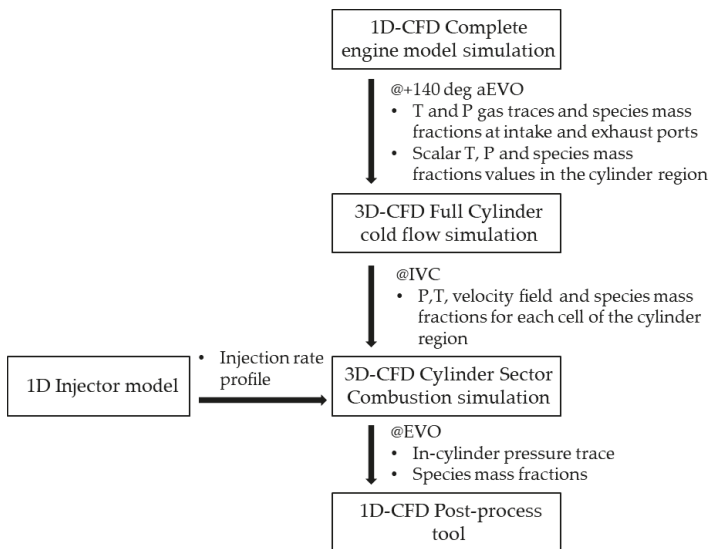 1D-CFD Complete
engine model simulation
@+140 deg aEVO
• T and P gas traces and species mass
fractions at intake and exhaust ports
• Scalar T, P and species mass
fractions values in the cylinder region
3D-CFD Full Cylinder
cold flow simulation
@IVC
• P,T, velocity field and species mass
fractions for each cell of the cylinder
region
• Injection rate
profile
1D Injector model
3D-CFD Cylinder Sector
Combustion simulation
@EVO
• In-cylinder pressure trace
• Species mass fractions
1D-CFD Post-process
tool